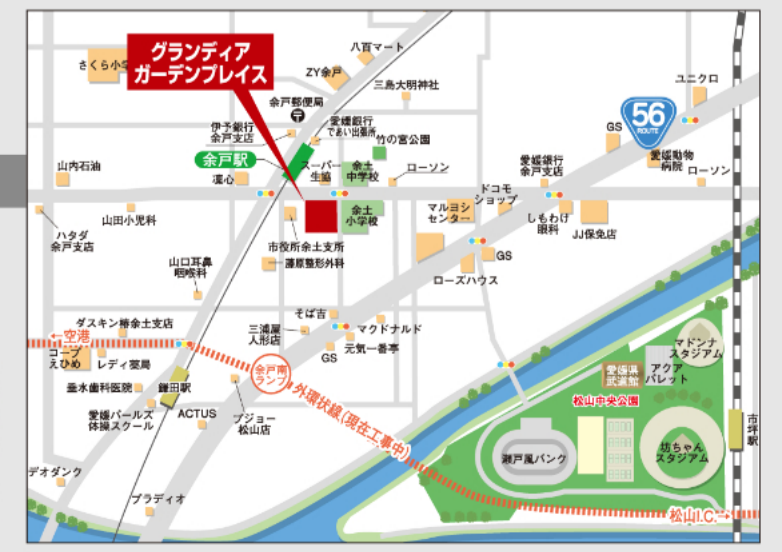 グランディア
ガーデンプレイス
さくら小学
八百マート
ZY余戸
三島大明神社
余戸郵便局
ユニクロ
56
ROUTE
GS
伊予銀行
余戸支店
愛媛銀行
であい出張所
竹の宮公園
余戸駅
スーパー
生協
余土
中学校
ローソン
愛媛銀行
余戸支店
愛媛動物
病院
ローソン
山内石油
凜心
ドコモ
ショップ
ハタダ
余戸支店
山田小児科
余土
小学校
マルヨシ
センター
しもわけ
眼科
JJ保免店
市役所余土支所
藤原整形外科
GS
ローズハウス
山口耳鼻
咽喉科
そば吉
ダスキン椿余土支店
三浦屋
人形店
マクドナルド
元気一番亭
GS
←空港
コープ
えひめ
レディ薬局
余戸南
ランプ
外環状線(現在工事中)
マドンナ
スタジアム
愛媛県
武道館
アクア
パレット
垂水歯科医院
鎌田駅
松山中央公園
愛媛パールズ
体操スクール
ACTUS
プジョー
松山店
市坪駅
瀬戸風バンク
坊ちゃん
スタジアム
デオダンク
プラディオ
松山I.C.→